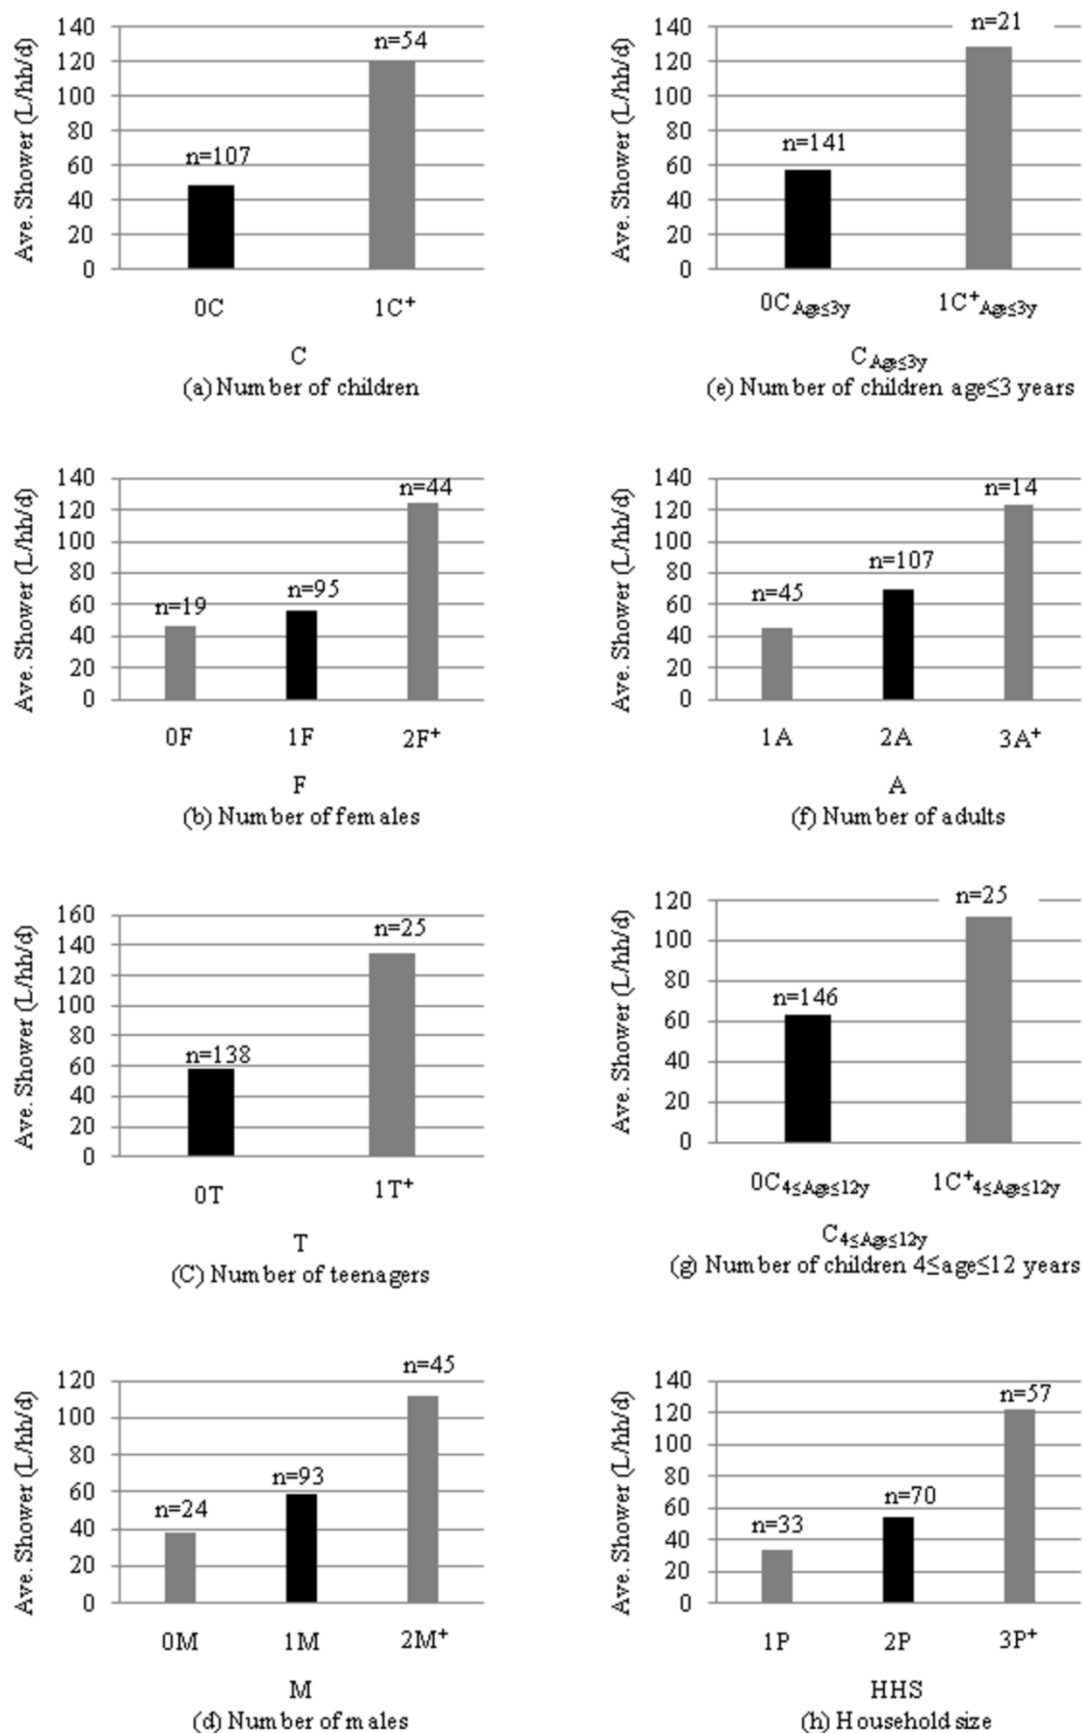 140
120
100
80
60
40
20
0
Ave. Shower (L/hh/d)
n=107
n=54
0C
1C⁺
C
(a) Number of children
140
120
100
80
60
40
20
0
Ave. Shower (L/hh/d)
n=141
n=21
0C Age≤3y
1C⁺ Age≤3y
C Age≤3y
(e) Number of children age≤3 years
140
120
100
80
60
40
20
0
Ave. Shower (L/hh/d)
n=19
n=95
n=44
0F
1F
2F⁺
F
(b) Number of females
140
120
100
80
60
40
20
0
Ave. Shower (L/hh/d)
n=45
n=107
n=14
1A
2A
3A⁺
A
(f) Number of adults
160
140
120
100
80
60
40
20
0
Ave. Shower (L/hh/d)
n=138
n=25
0T
1T⁺
T
(C) Number of teenagers
120
100
80
60
40
20
0
Ave. Shower (L/hh/d)
n=146
n=25
0C 4≤Age≤12y
1C⁺ 4≤Age≤12y
C 4≤Age≤12y
(g) Number of children 4≤age≤12 years
120
100
80
60
40
20
0
Ave. Shower (L/hh/d)
n=24
n=93
n=45
0M
1M
2M⁺
M
(d) Number of males
140
120
100
80
60
40
20
0
Ave. Shower (L/hh/d)
n=33
n=70
n=57
1P
2P
3P⁺
HHS
(h) Household size